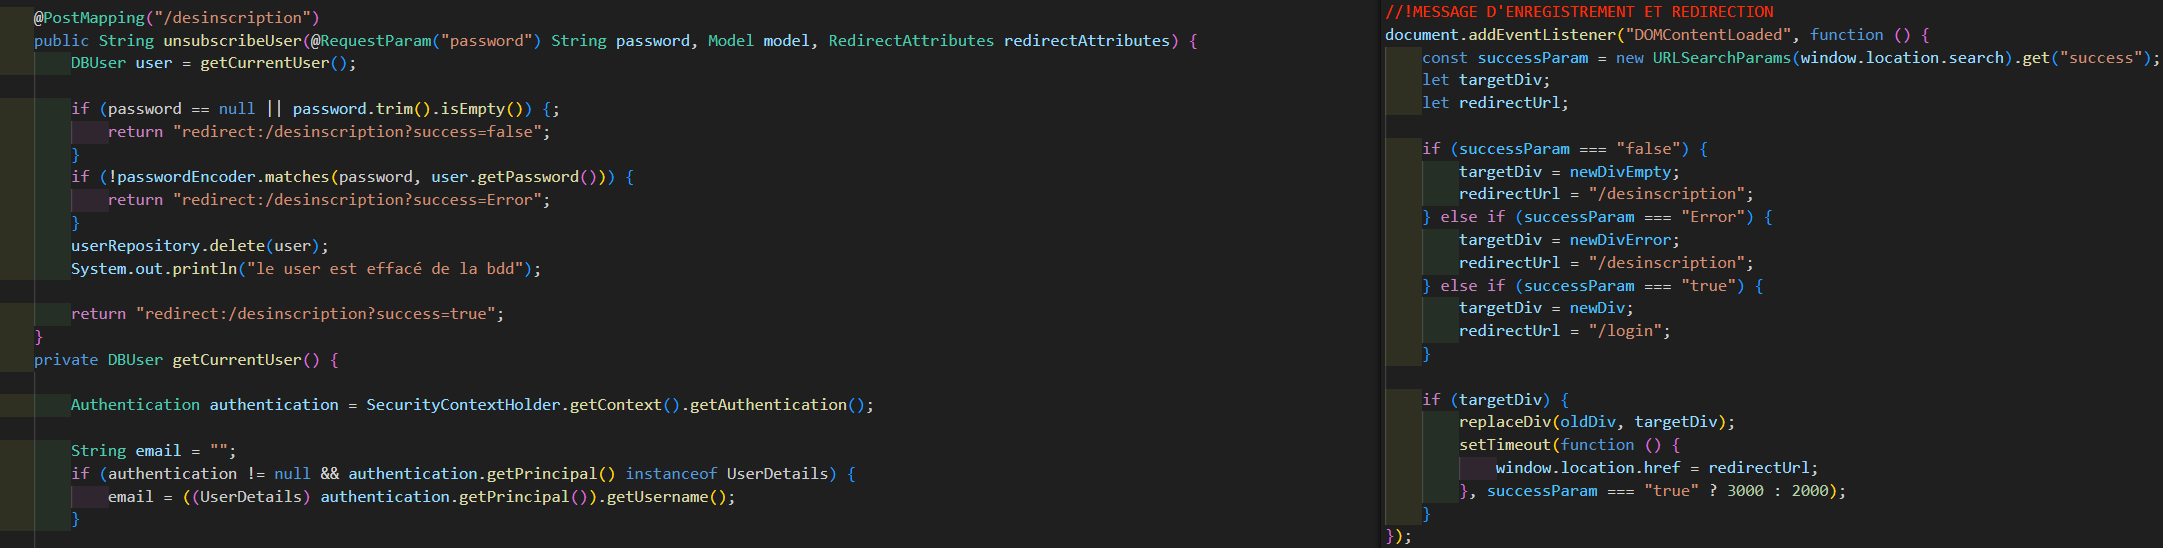 @PostMapping("/desinscription")
public String unsubscribeUser(@RequestParam("password") String password, Model model, RedirectAttributes redirectAttributes) {
DBUser user = getCurrentUser();
if (password == null || password.trim().isEmpty()) {;
return "redirect:/desinscription?success=false";
}
if (!passwordEncoder.matches(password, user.getPassword())) {
return "redirect:/desinscription?success=Error";
}
userRepository.delete(user);
System.out.println("le user est effacé de la bdd");
return "redirect:/desinscription?success=true";
}
private DBUser getCurrentUser() {
Authentication authentication = SecurityContextHolder.getContext().getAuthentication();
String email = "";
if (authentication != null && authentication.getPrincipal() instanceof UserDetails) {
email = ((UserDetails) authentication.getPrincipal()).getUsername();
}
//!MESSAGE D'ENREGISTREMENT ET REDIRECTION
document.addEventListener("DOMContentLoaded", function () {
const successParam = new URLSearchParams(window.location.search).get("success");
let targetDiv;
let redirectUrl;
if (successParam === "false") {
targetDiv = newDivEmpty;
redirectUrl = "/desinscription";
} else if (successParam === "Error") {
targetDiv = newDivError;
redirectUrl = "/desinscription";
} else if (successParam === "true") {
targetDiv = newDiv;
redirectUrl = "/login";
}
if (targetDiv) {
replaceDiv(oldDiv, targetDiv);
setTimeout(function () {
window.location.href = redirectUrl;
}, successParam === "true" ? 3000 : 2000);
}
});